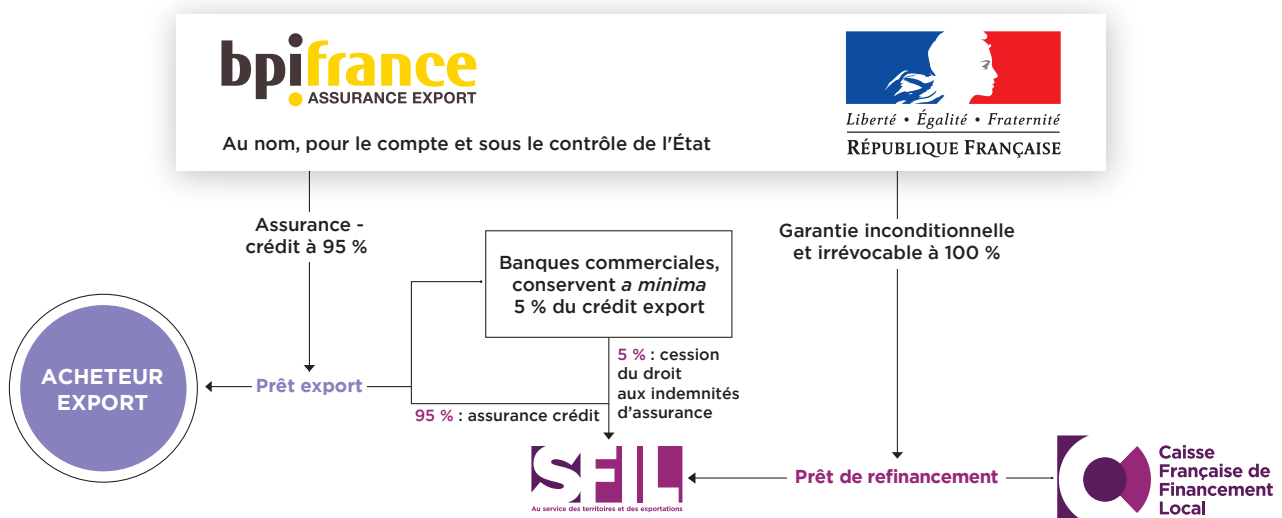 bpifrance
ASSURANCE EXPORT
Au nom, pour le compte et sous le contrôle de l'État
Liberté • Égalité • Fraternité
RÉPUBLIQUE FRANÇAISE
Assurance -
crédit à 95 %
Garantie inconditionnelle
et irrévocable à 100 %
Banques commerciales,
conservent a minima
5 % du crédit export
ACHETEUR
EXPORT
Prêt export
5 % : cession
du droit
aux indemnités
d'assurance
95 % : assurance crédit
SFIL
Au service des territoires et des exportations
Prêt de refinancement
Caisse
Française de
Financement
Local